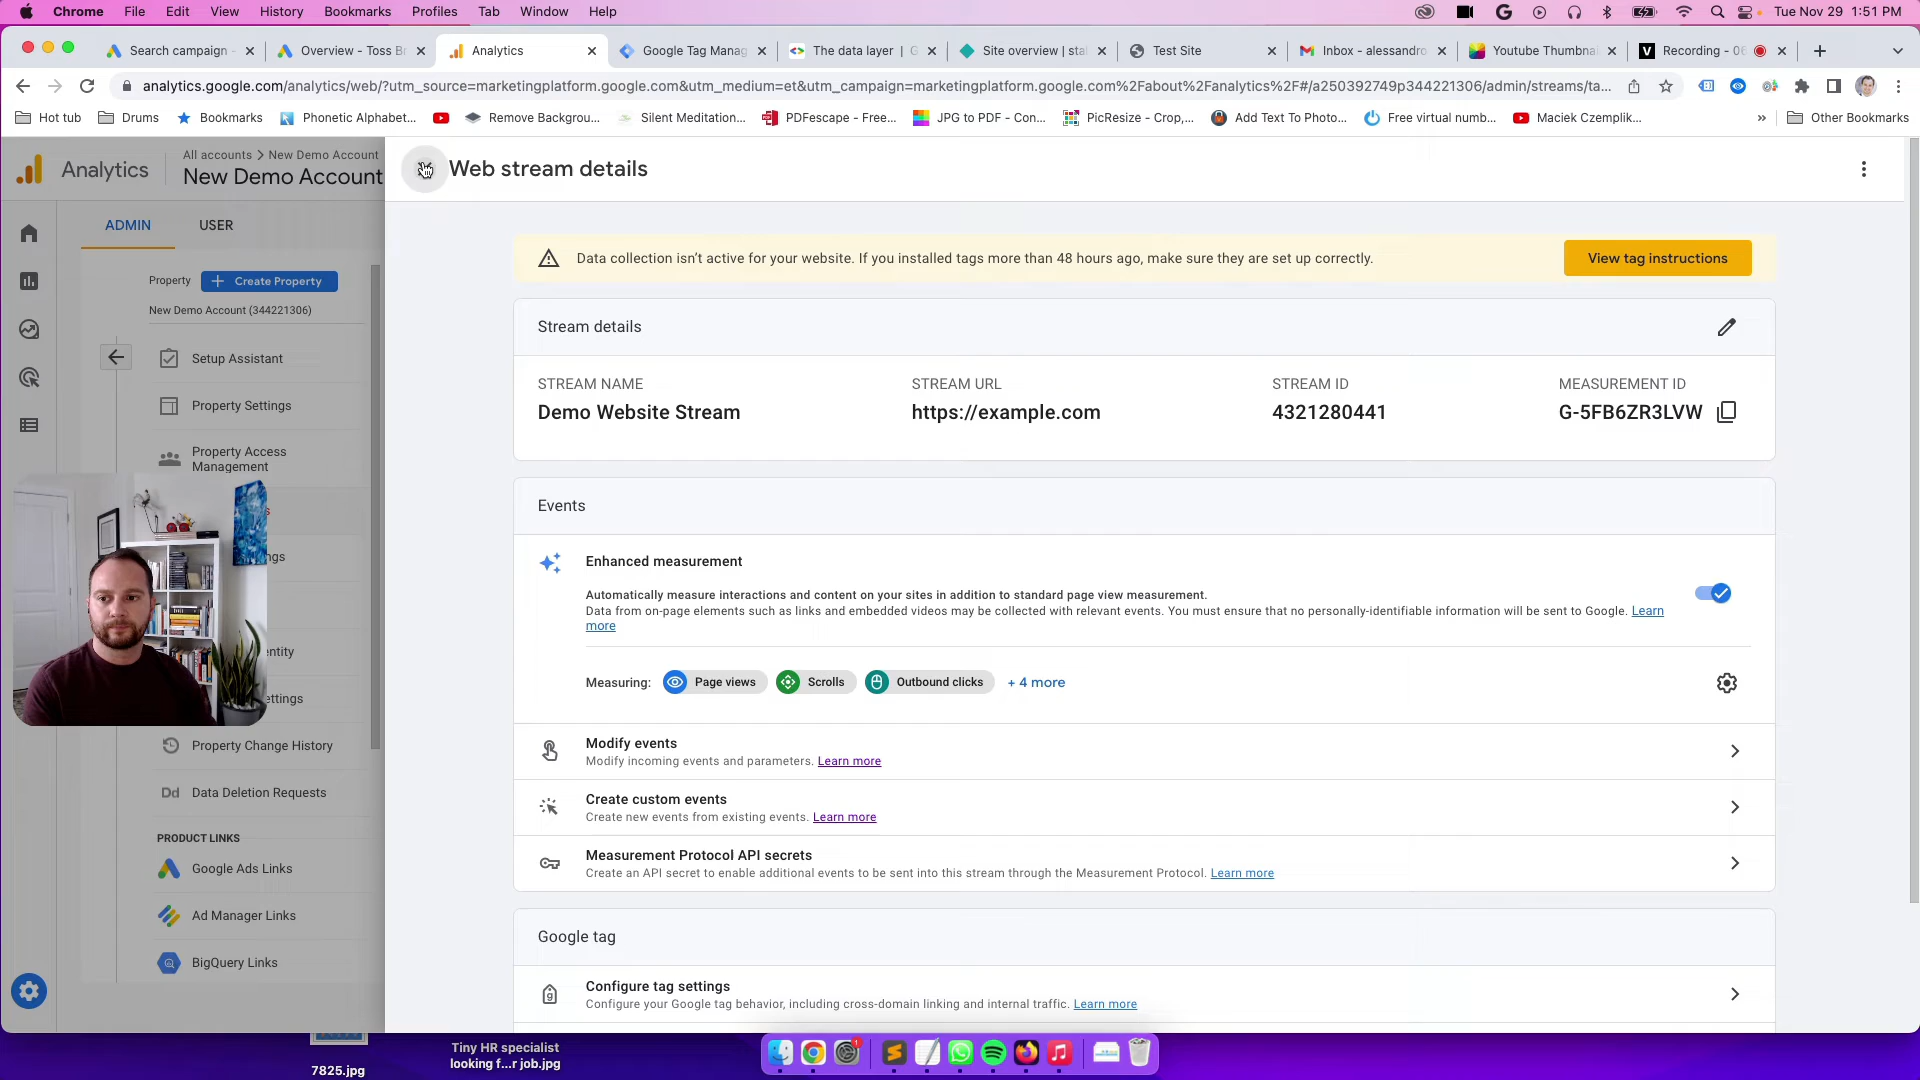 Chrome File Edit View History Bookmarks Profiles Tab Window Help
Tue Nov 29 1:51 PM
Search campaign -
Overview - Toss Br
Analytics
Google Tag Manag
The data layer | G
Site overview | sta
Test Site
Inbox - alessandro
Youtube Thumbna
Recording - 0
analytics.google.com/analytics/web/?utm_source=marketingplatform.google.com&utm_medium=et&utm_campaign=marketingplatform.google.com%2Fabout%2Fanalytics%2F#/a250392749p344221306/admin/streams/ta...
Hot tub
Drums
Bookmarks
Phonetic Alphabet...
Remove Backgrou...
Silent Meditation...
PDFescape - Free...
JPG to PDF - Con...
PicResize - Crop,...
Add Text To Photo...
Free virtual numb...
Maciek Czemplik...
»
Other Bookmarks
Analytics
All accounts > New Demo Account
New Demo Account
Web stream details
ADMIN
USER
Property
+ Create Property
New Demo Account (344221306)
Setup Assistant
Property Settings
Property Access
Management
s
ngs
entity
ettings
Property Change History
Dd Data Deletion Requests
PRODUCT LINKS
Google Ads Links
Ad Manager Links
BigQuery Links
Data collection isn't active for your website. If you installed tags more than 48 hours ago, make sure they are set up correctly.
View tag instructions
Stream details
STREAM NAME
Demo Website Stream
STREAM URL
https://example.com
STREAM ID
4321280441
MEASUREMENT ID
G-5FB6ZR3LVW
Events
Enhanced measurement
Automatically measure interactions and content on your sites in addition to standard page view measurement.
Data from on-page elements such as links and embedded videos may be collected with relevant events. You must ensure that no personally-identifiable information will be sent to Google. Learn
more
Measuring: Page views Scrolls Outbound clicks + 4 more
Modify events
Modify incoming events and parameters. Learn more
Create custom events
Create new events from existing events. Learn more
Measurement Protocol API secrets
Create an API secret to enable additional events to be sent into this stream through the Measurement Protocol. Learn more
Google tag
Configure tag settings
Configure your Google tag behavior, including cross-domain linking and internal traffic. Learn more
7825.jpg
Tiny HR specialist
looking f...r job.jpg